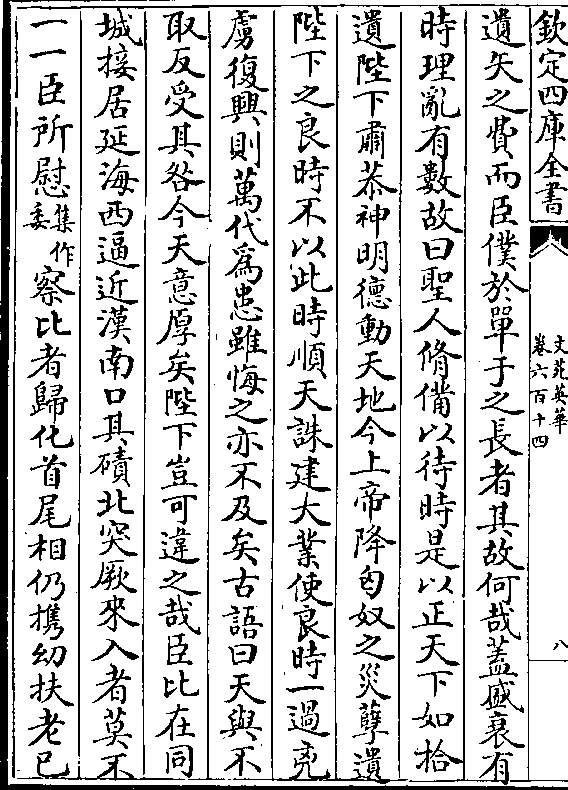 欽定四庫全書
文苑英華
卷六百十四
八
遺矢之費而臣僕於單于之長者其故何哉蓋盛衰有
時理亂有數故曰聖人脩備以待時是以正天下如拾
遺陛下肅恭神明德動天地今上帝降匈奴之災孽遺
陛下之良時不以此時順天誅建大業使良時一過亮
虜復興則萬代為患雖悔之亦不及矣古語曰天與不
取反受其咎今天意厚矣陛下豈可違之哉臣比在同
城接居延海西逼近漠南口其磧北突厥來入者莫不
一一臣所慰集作委察比者歸化首尾相仍携幼扶老已